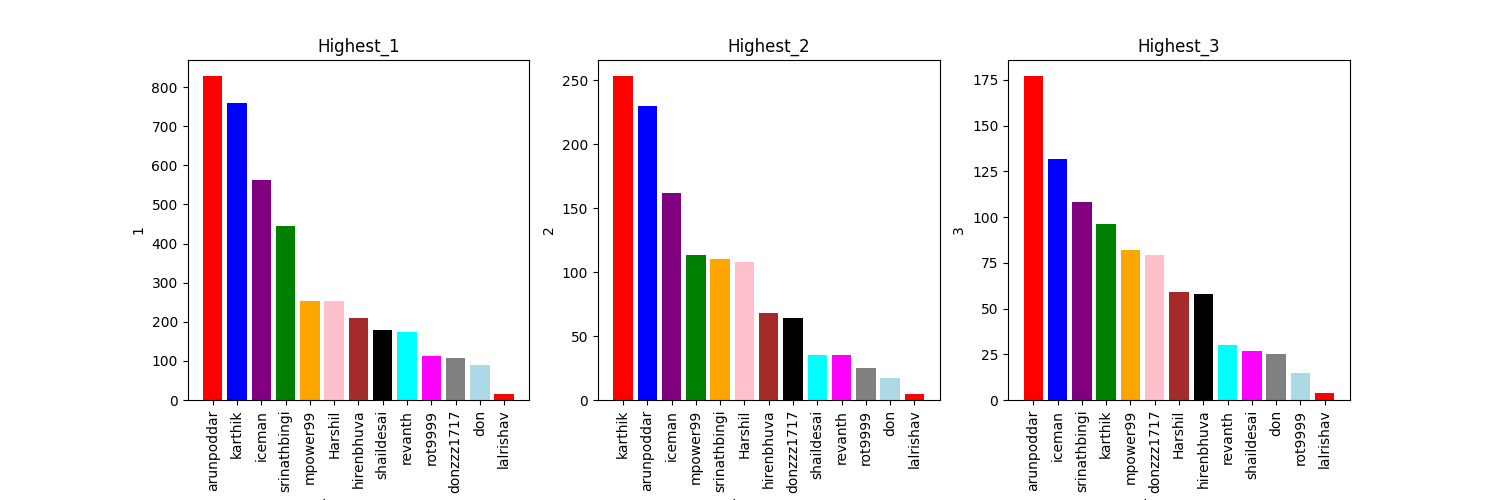 Highest_1
800
700
600
500
400
300
200
100
0
1
arunpoddar
karthik
iceman
srinathbingi
mpower99
Harshil
hirenbhuva
shaildesai
revanth
rot9999
donzzz1717
don
lalrishav
Highest_2
250
200
150
100
50
0
2
karthik
arunpoddar
iceman
mpower99
srinathbingi
Harshil
hirenbhuva
donzzz1717
shaildesai
revanth
rot9999
don
lalrishav
Highest_3
175
150
125
100
75
50
25
0
3
arunpoddar
iceman
srinathbingi
karthik
mpower99
donzzz1717
Harshil
hirenbhuva
revanth
shaildesai
don
rot9999
lalrishav